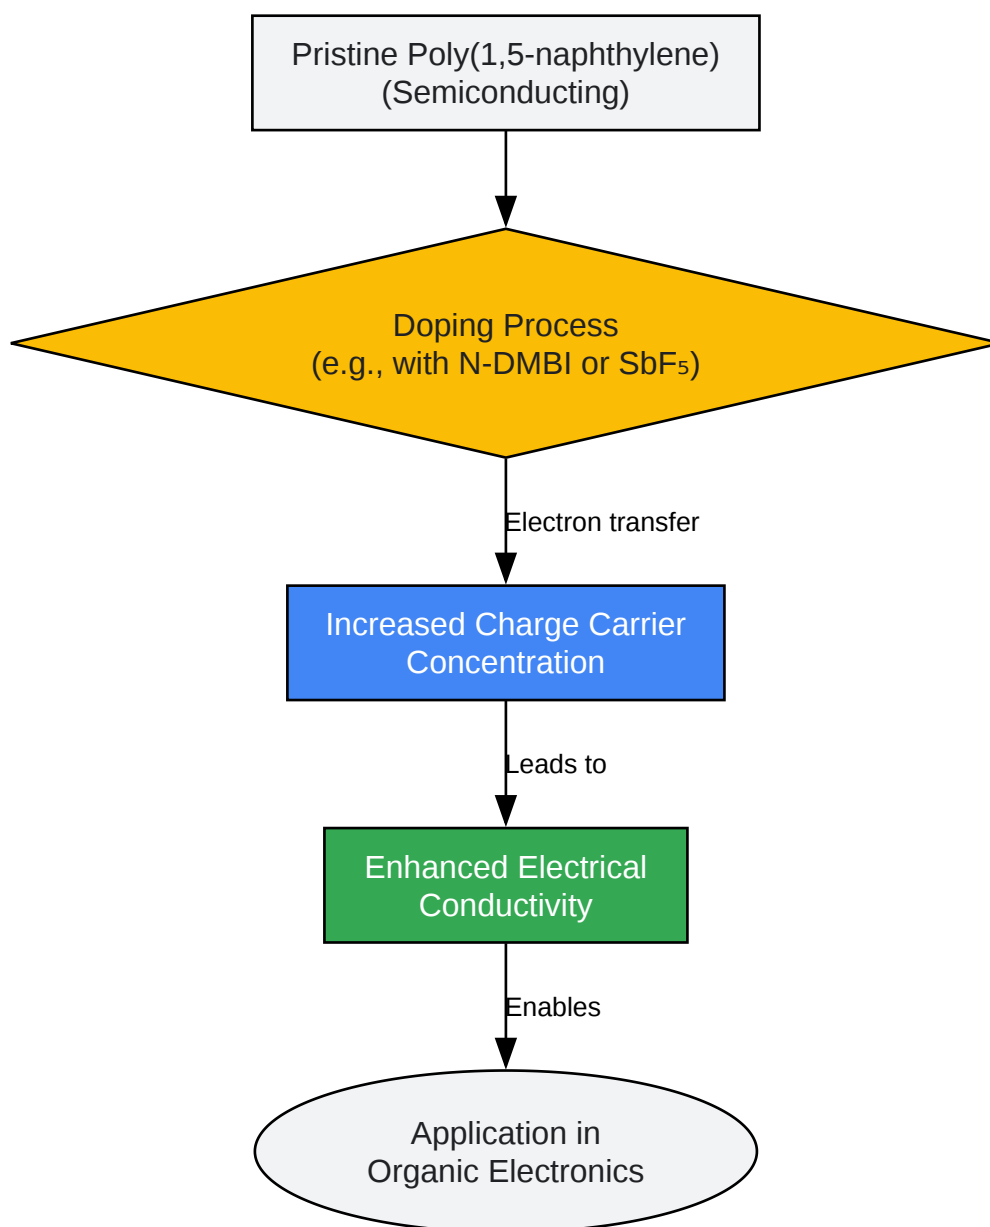 Pristine Poly(1,5-naphthylene)
(Semiconducting)
Doping Process
(e.g., with N-DMBI or SbF₅)
Electron transfer
Increased Charge Carrier
Concentration
Leads to
Enhanced Electrical
Conductivity
Enables
Application in
Organic Electronics